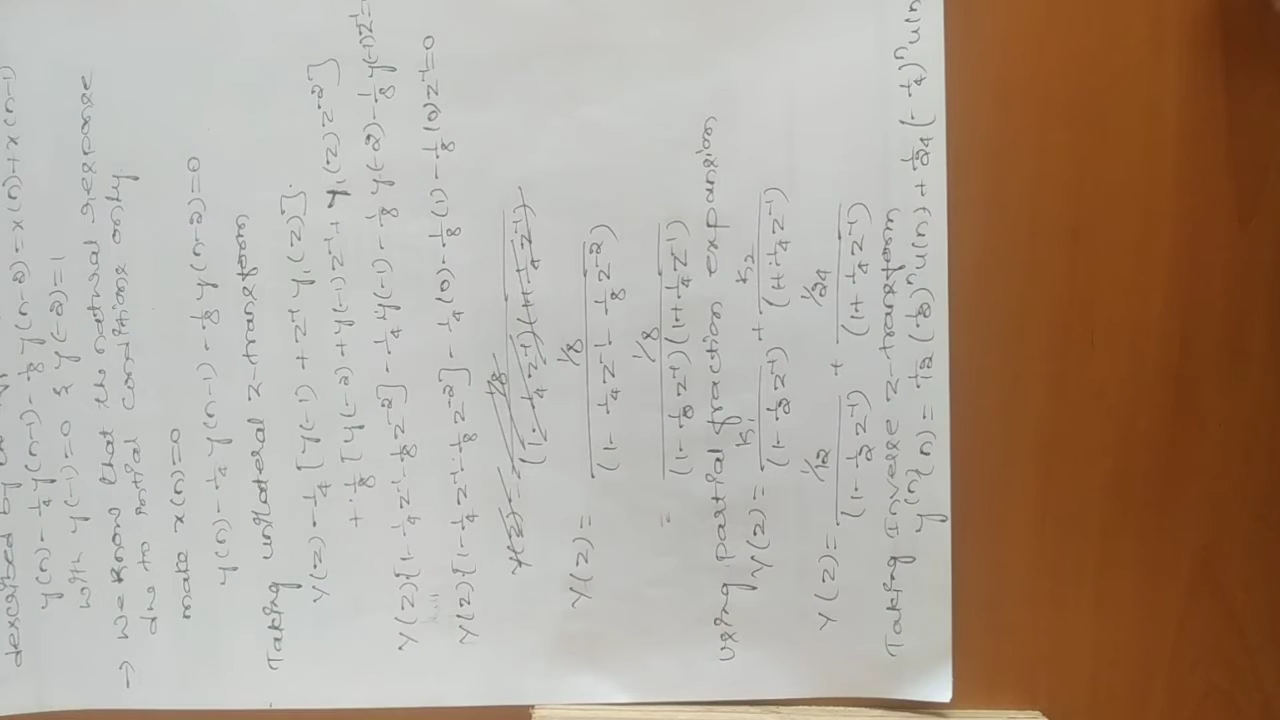 described by
y(n) - 1/4 y(n-1) - 1/8 y(n-2) = x(n) + x(n-1)
with y(-1) = 0 & y(-2) = 1
→ we know that the natural response
due to initial conditions only.
make x(n) = 0
y(n) - 1/4 y(n-1) - 1/8 y(n-2) = 0
Taking unilateral z-transform
Y(z) - 1/4 [y(-1) + z⁻¹ Y₁(z)].
+ 1/8 [y(-2) + y(-1) z⁻¹ + Y₁(z) z⁻²]
Y(z) [1 - 1/4 z⁻¹ - 1/8 z⁻²] - 1/4 y(-1) - 1/8 y(-2) - 1/8 y(-1) z⁻¹ =
Y(z) [1 - 1/4 z⁻¹ - 1/8 z⁻²] - 1/4 (0) - 1/8 (1) - 1/8 (0) z⁻¹ = 0
Y(z) = 1/8 / (1 - 1/4 z⁻¹ - 1/8 z⁻²)
= 1/8 / (1 - 1/2 z⁻¹) (1 + 1/4 z⁻¹)
using partial fraction expansion
Y(z) = K₁ / (1 - 1/2 z⁻¹) + K₂ / (1 + 1/4 z⁻¹)
Y(z) = 1/12 / (1 - 1/2 z⁻¹) + 1/24 / (1 + 1/4 z⁻¹)
Taking Inverse z-transform
y(n) = 1/12 (1/2)ⁿ u(n) + 1/24 (- 1/4)ⁿ u(n